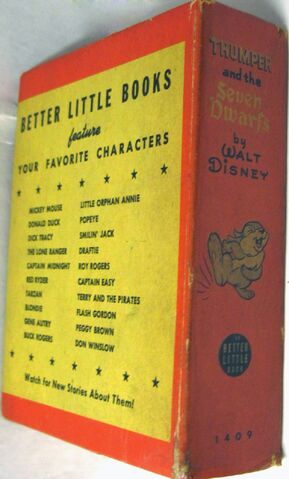 BETTER LITTLE BOOKS
feature
YOUR FAVORITE CHARACTERS
MICKEY MOUSE
DONALD DUCK
DICK TRACY
THE LONE RANGER
CAPTAIN MIDNIGHT
RED RYDER
TARZAN
BLONDIE
GENE AUTRY
BUCK ROGERS
LITTLE ORPHAN ANNIE
POPEYE
SMILIN' JACK
DRAFTIE
ROY ROGERS
CAPTAIN EASY
TERRY AND THE PIRATES
FLASH GORDON
PEGGY BROWN
DON WINSLOW
Watch for New Stories About Them!
THUMPER
and the
Seven
Dwarfs
by
WALT
DISNEY
BETTER
LITTLE
BOOK
1409